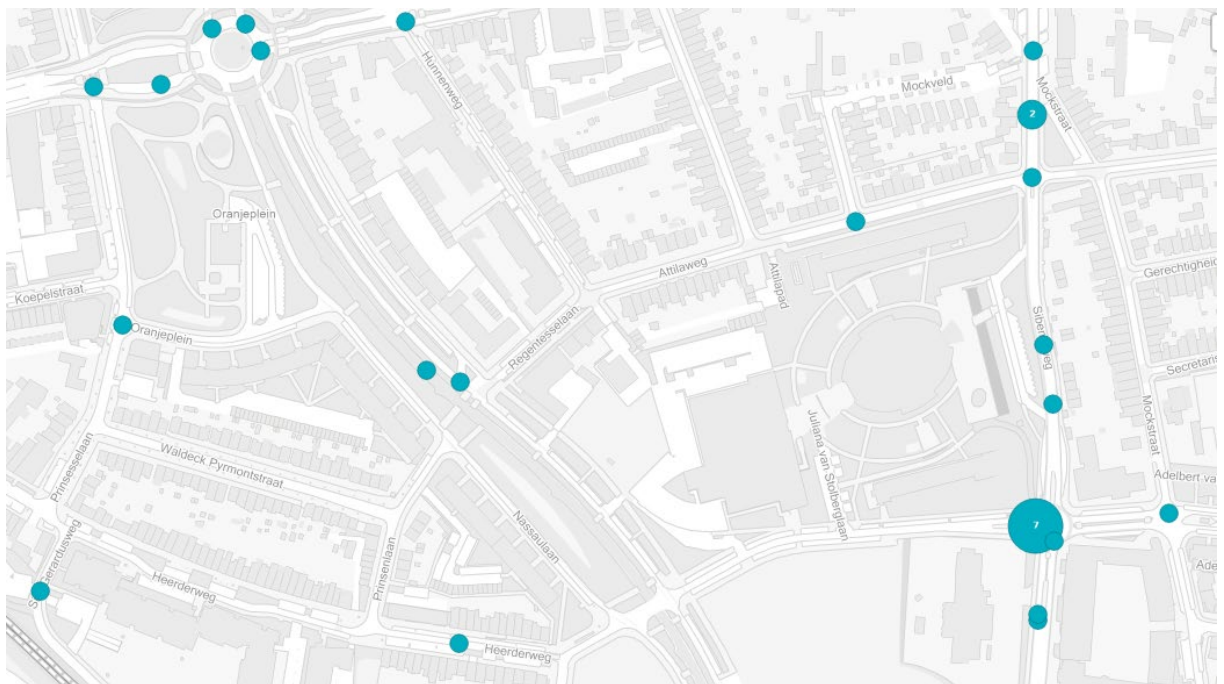 Hunnenweg
Mockveld
Mockstraat
2
Oranjeplein
Attilaweg
Attilapad
Gerechtigheid
Koepelstraat
Oranjeplein
Regentesselaan
Secretaris
Mockstraat
Prinsesselaan
Waldeck Pyrmontstraat
Juliana van Stolberglaan
Adelbert va
Nassaulaan
7
Prinsenlaan
Heerderweg
Heerderweg
Ade